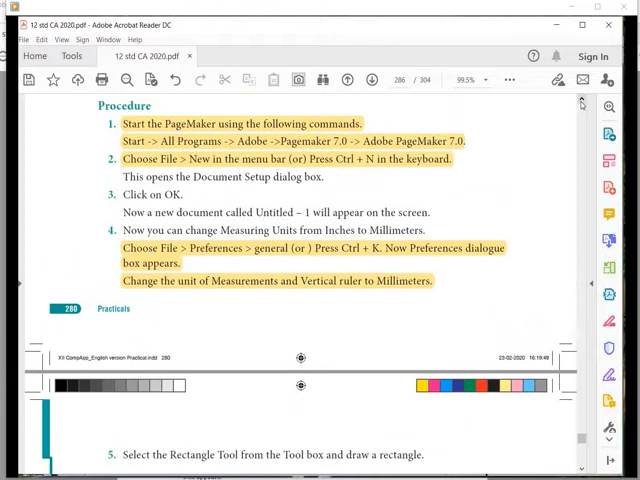 12 std CA 2020.pdf - Adobe Acrobat Reader DC
File Edit View Sign Window Help
Home Tools 12 std CA 2020.pdf × Sign In
286 / 304 99.5%
Procedure
1. Start the PageMaker using the following commands.
Start -> All Programs -> Adobe ->Pagemaker 7.0 -> Adobe PageMaker 7.0.
2. Choose File > New in the menu bar (or) Press Ctrl + N in the keyboard.
This opens the Document Setup dialog box.
3. Click on OK.
Now a new document called Untitled – 1 will appear on the screen.
4. Now you can change Measuring Units from Inches to Millimeters.
Choose File > Preferences > general (or ) Press Ctrl + K. Now Preferences dialogue
box appears.
Change the unit of Measurements and Vertical ruler to Millimeters.
280 Practicals
XII CompApp_English version Practical.indd 280 23-02-2020 16:19:49
5. Select the Rectangle Tool from the Tool box and draw a rectangle.